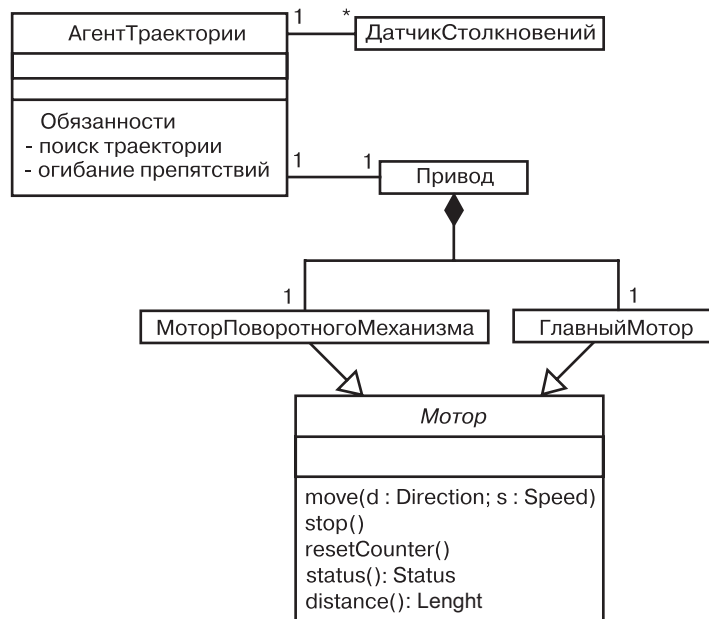 АгентТраектории
1
*
ДатчикСтолкновений
Обязанности
- поиск траектории
- огибание препятствий
1
1
Привод
1
1
МоторПоворотногоМеханизма
ГлавныйМотор
Мотор
move(d : Direction; s : Speed)
stop()
resetCounter()
status(): Status
distance(): Lenght